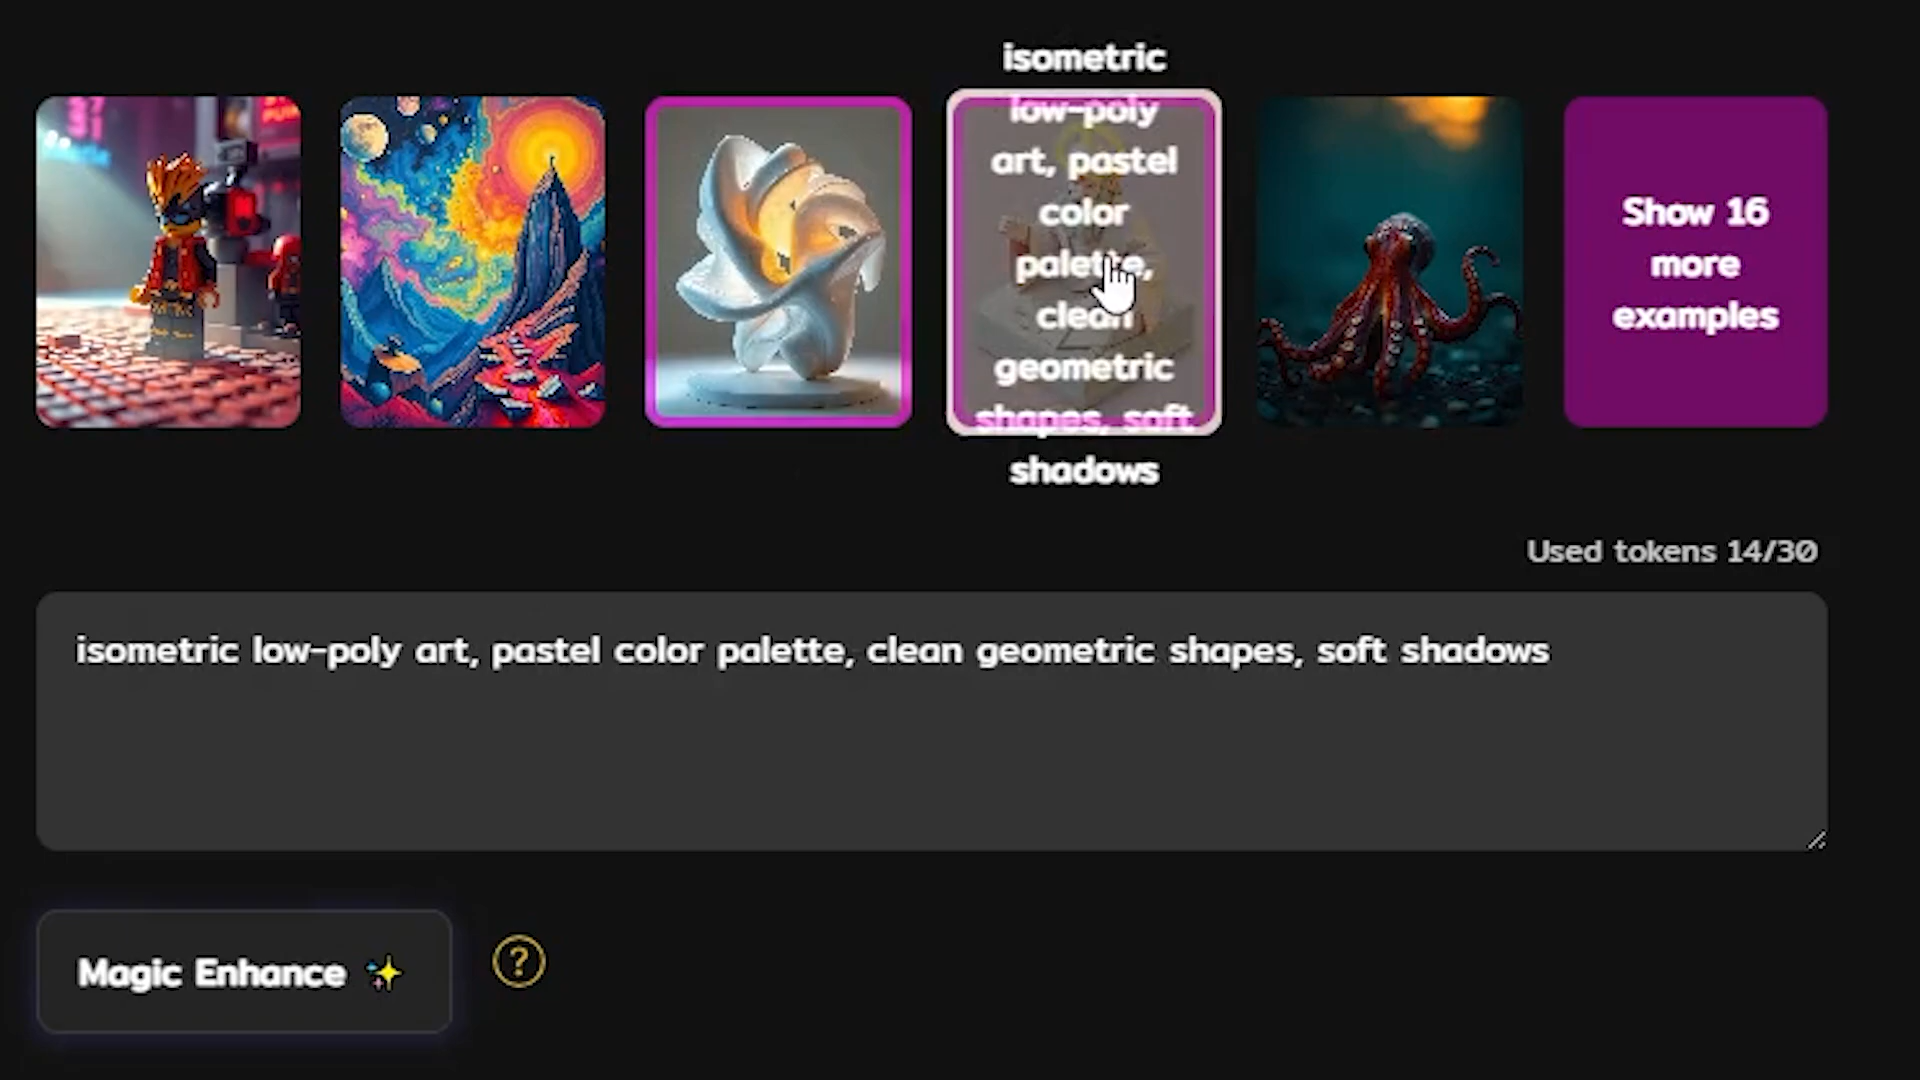 isometric
low-poly
art, pastel
color
palette,
clean
geometric
shapes, soft
shadows
Show 16
more
examples
Used tokens 14/30
isometric low-poly art, pastel color palette, clean geometric shapes, soft shadows
Magic Enhance ✨
?